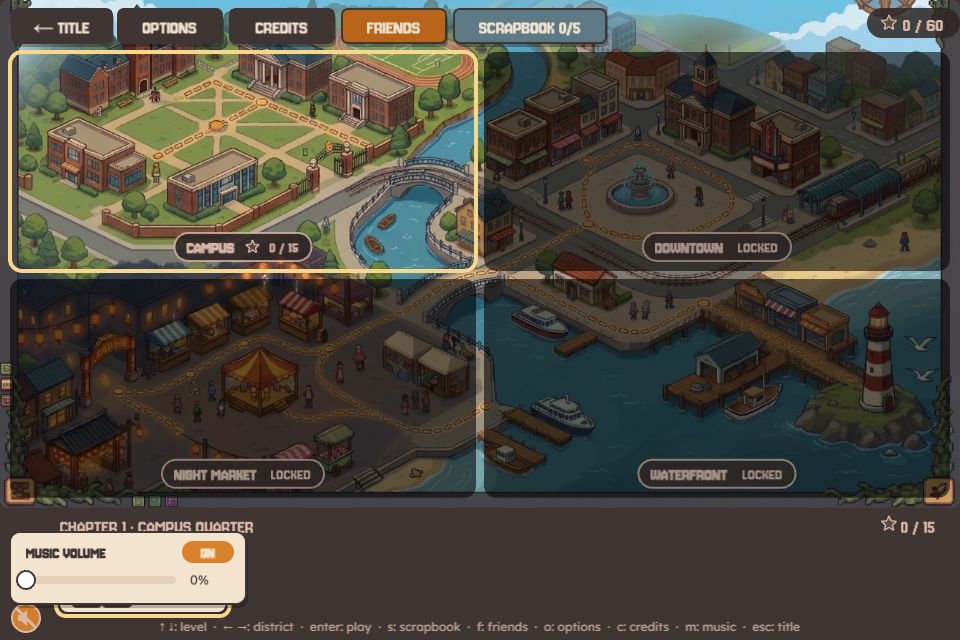 ← TITLE
OPTIONS
CREDITS
FRIENDS
SCRAPBOOK 0/5
☆ 0 / 60
CAMPUS ☆ 0 / 15
DOWNTOWN LOCKED
NIGHT MARKET LOCKED
WATERFRONT LOCKED
CHAPTER 1 · CAMPUS QUARTER
☆ 0 / 15
MUSIC VOLUME ON
0%
↑ ↓: level · ← →: district · enter: play · s: scrapbook · f: friends · o: options · c: credits · m: music · esc: title